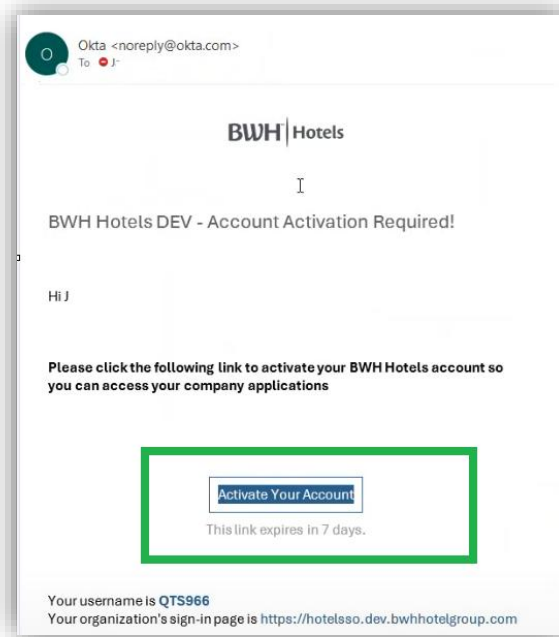 O
Okta <noreply@okta.com>
To J
BWH Hotels
BWH Hotels DEV - Account Activation Required!
Hi J
Please click the following link to activate your BWH Hotels account so
you can access your company applications
Activate Your Account
This link expires in 7 days.
Your username is QTS966
Your organization's sign-in page is https://hotelsso.dev.bwhhotelgroup.com